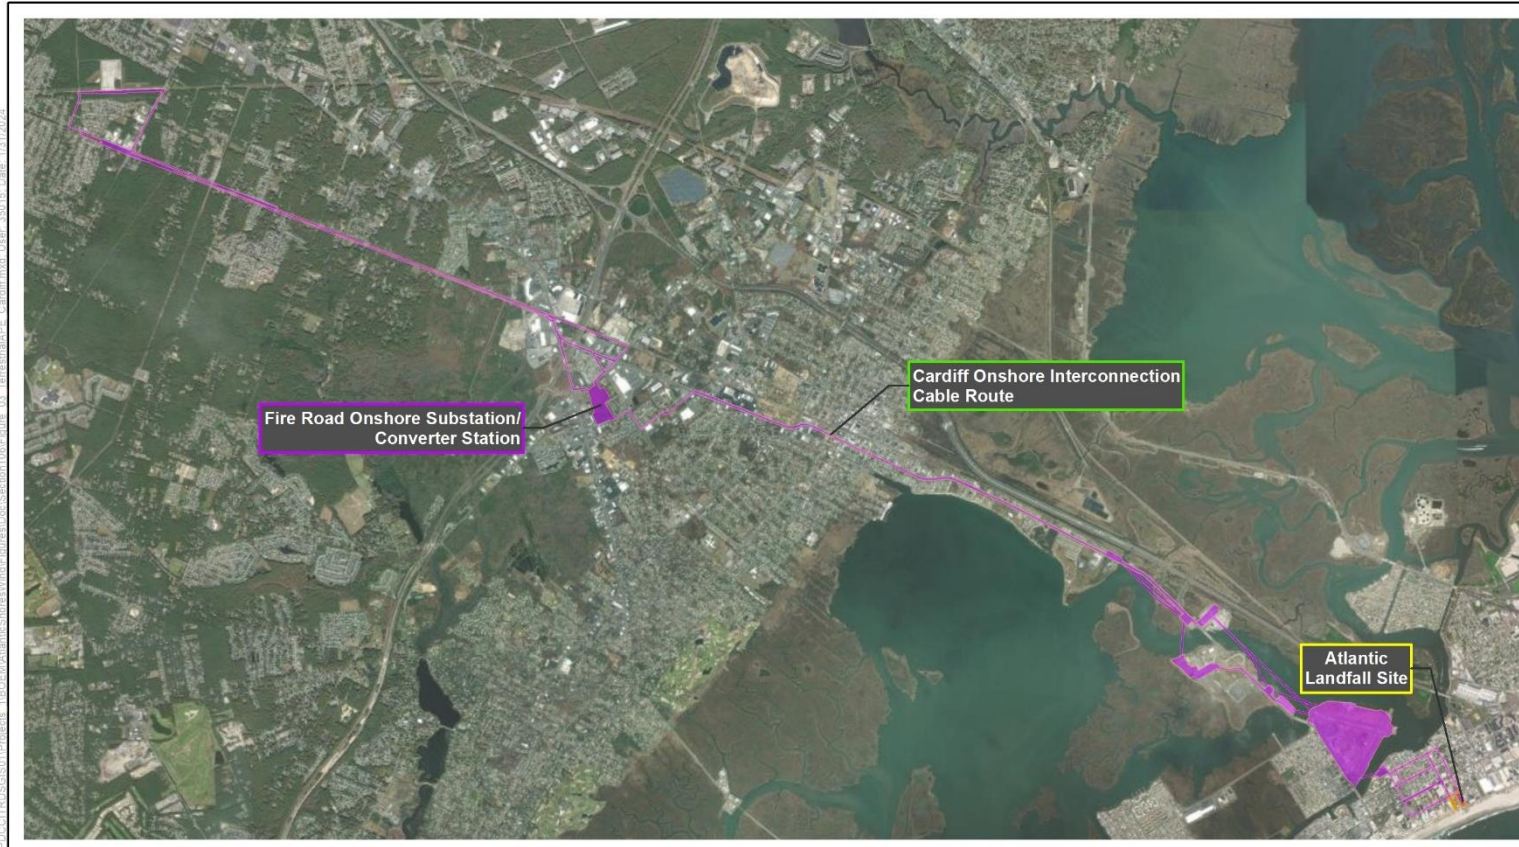 Cardiff Onshore Interconnection
Cable Route
Fire Road Onshore Substation/
Converter Station
Atlantic
Landfall Site